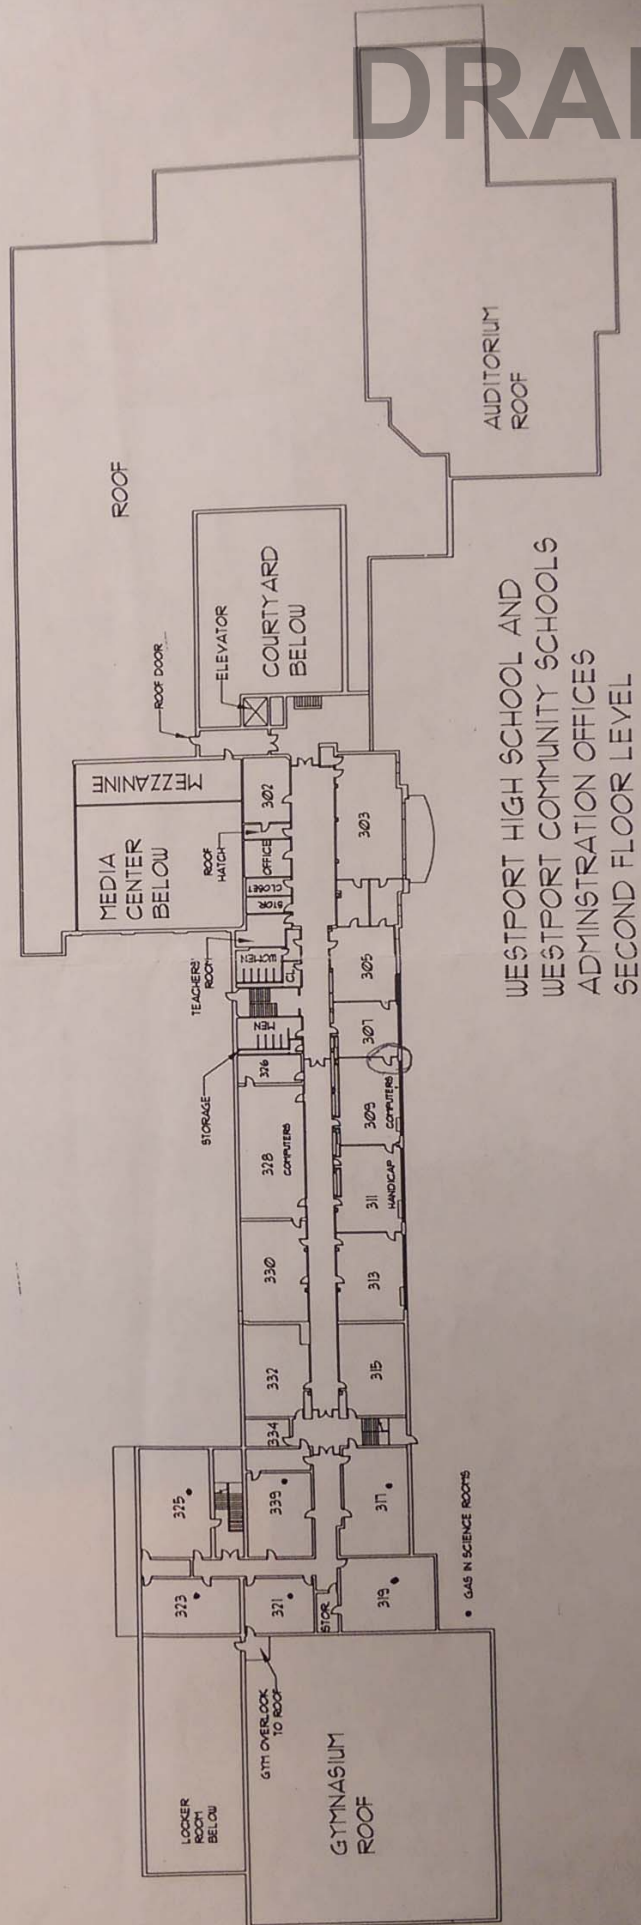 DRA
ROOF
AUDITORIUM
ROOF
ROOF DOOR
ELEVATOR
COURTYARD
BELOW
MEZZANINE
MEDIA
CENTER
BELOW
ROOF
HATCH
302
OFFICE
CLOSET
STOR
TEACHERS'
ROOM
CL
STORAGE
303
305
307
309
COMPUTERS
311
HANDICAP
313
315
317
319
326
328
COMPUTERS
330
332
334
339
325
323
321
STOR
GYM OVERLOOK
TO ROOF
LOCKER
ROOM
BELOW
GYMNASIUM
ROOF
• GAS IN SCIENCE ROOMS
WESTPORT HIGH SCHOOL AND
WESTPORT COMMUNITY SCHOOLS
ADMINSTRATION OFFICES
SECOND FLOOR LEVEL